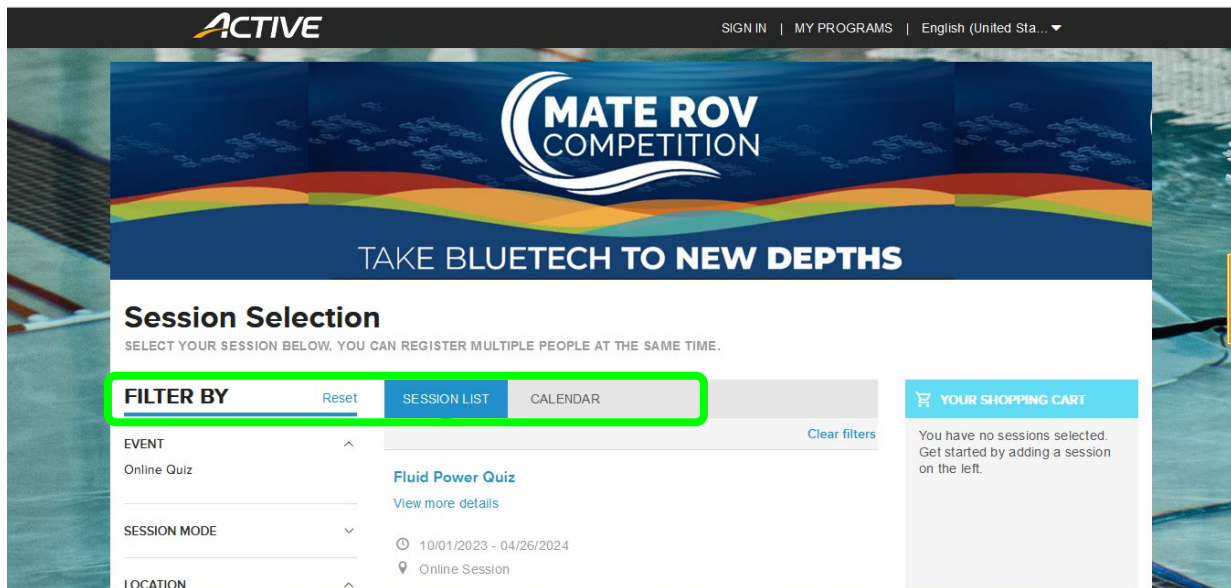 ACTIVE
SIGN IN | MY PROGRAMS | English (United Sta...
MATE ROV
COMPETITION
TAKE BLUETECH TO NEW DEPTHS
Session Selection
SELECT YOUR SESSION BELOW. YOU CAN REGISTER MULTIPLE PEOPLE AT THE SAME TIME.
FILTER BY
Reset
EVENT
Online Quiz
SESSION MODE
LOCATION
SESSION LIST
CALENDAR
Clear filters
Fluid Power Quiz
View more details
10/01/2023 - 04/26/2024
Online Session
YOUR SHOPPING CART
You have no sessions selected.
Get started by adding a session
on the left.